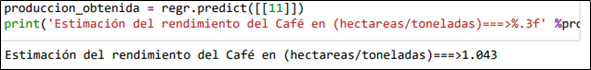 produccion_obtenida = regr.predict([[11]])
print('Estimación del rendimiento del Café en (hectareas/toneladas)===>%.3f' %pro
Estimación del rendimiento del Café en (hectareas/toneladas)===>1.043